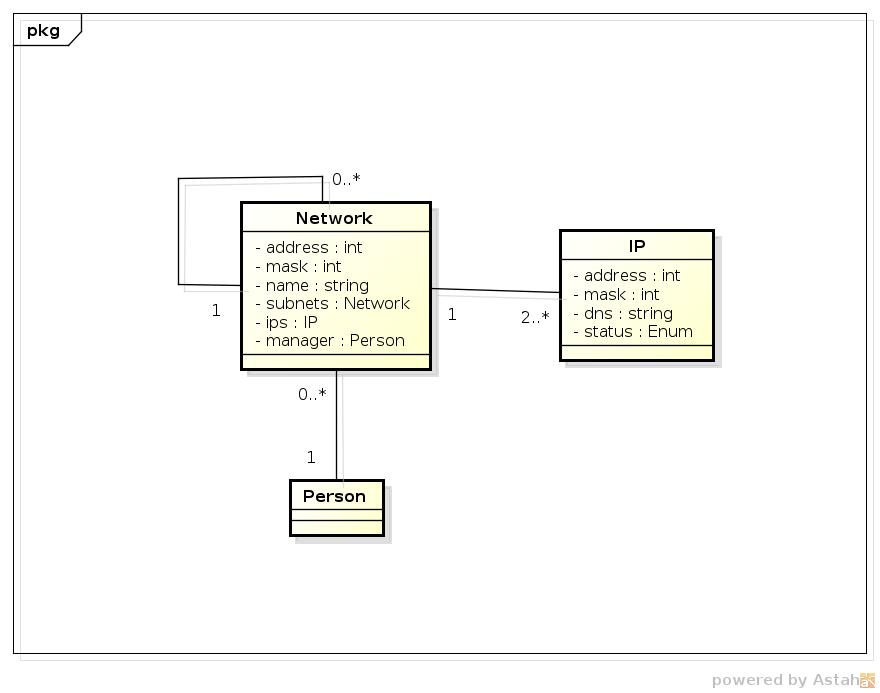 pkg
0..*
Network
- address : int
- mask : int
- name : string
- subnets : Network
- ips : IP
- manager : Person
1
1
2..*
IP
- address : int
- mask : int
- dns : string
- status : Enum
0..*
1
Person
powered by Astah